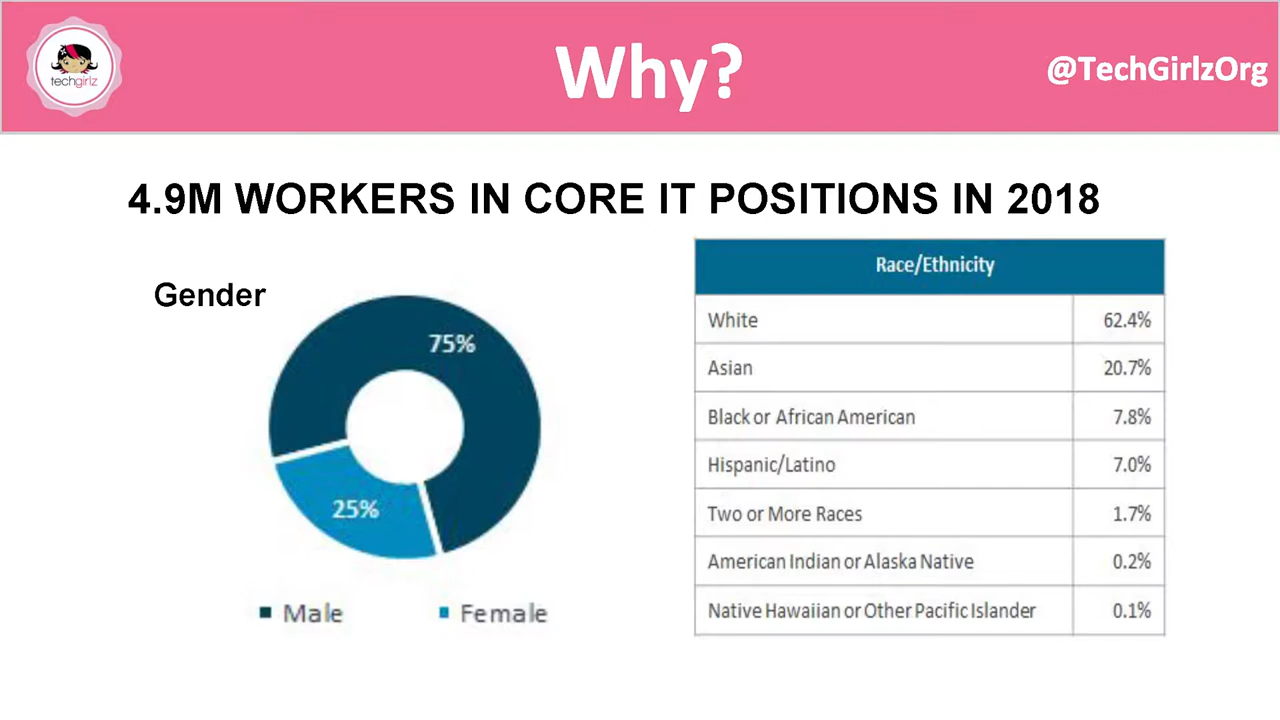 techgirlz
Why?
@TechGirlzOrg
4.9M WORKERS IN CORE IT POSITIONS IN 2018
Gender
75%
25%
Male
Female
Race/Ethnicity
White 62.4%
Asian 20.7%
Black or African American 7.8%
Hispanic/Latino 7.0%
Two or More Races 1.7%
American Indian or Alaska Native 0.2%
Native Hawaiian or Other Pacific Islander 0.1%